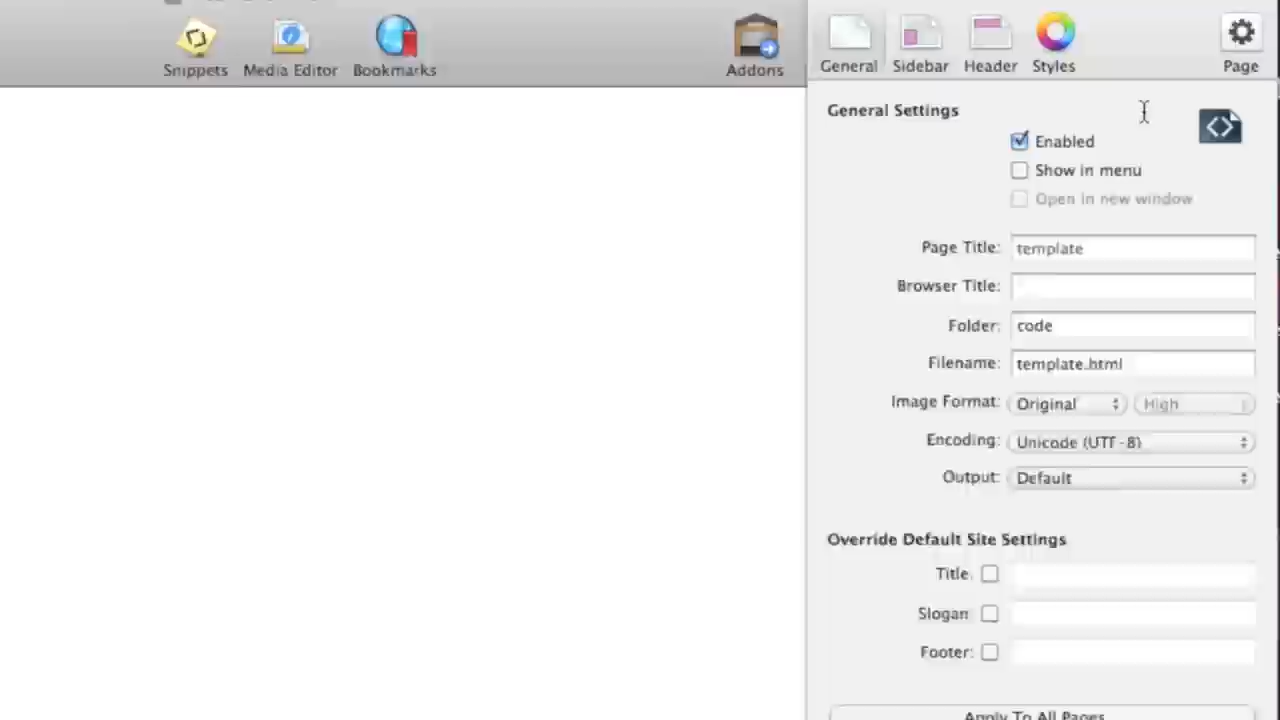 Snippets Media Editor Bookmarks Addons General Sidebar Header Styles Page
General Settings
Enabled
Show in menu
Open in new window
Page Title: template
Browser Title:
Folder: code
Filename: template.html
Image Format: Original High
Encoding: Unicode (UTF-8)
Output: Default
Override Default Site Settings
Title:
Slogan:
Footer:
Apply To All Pages